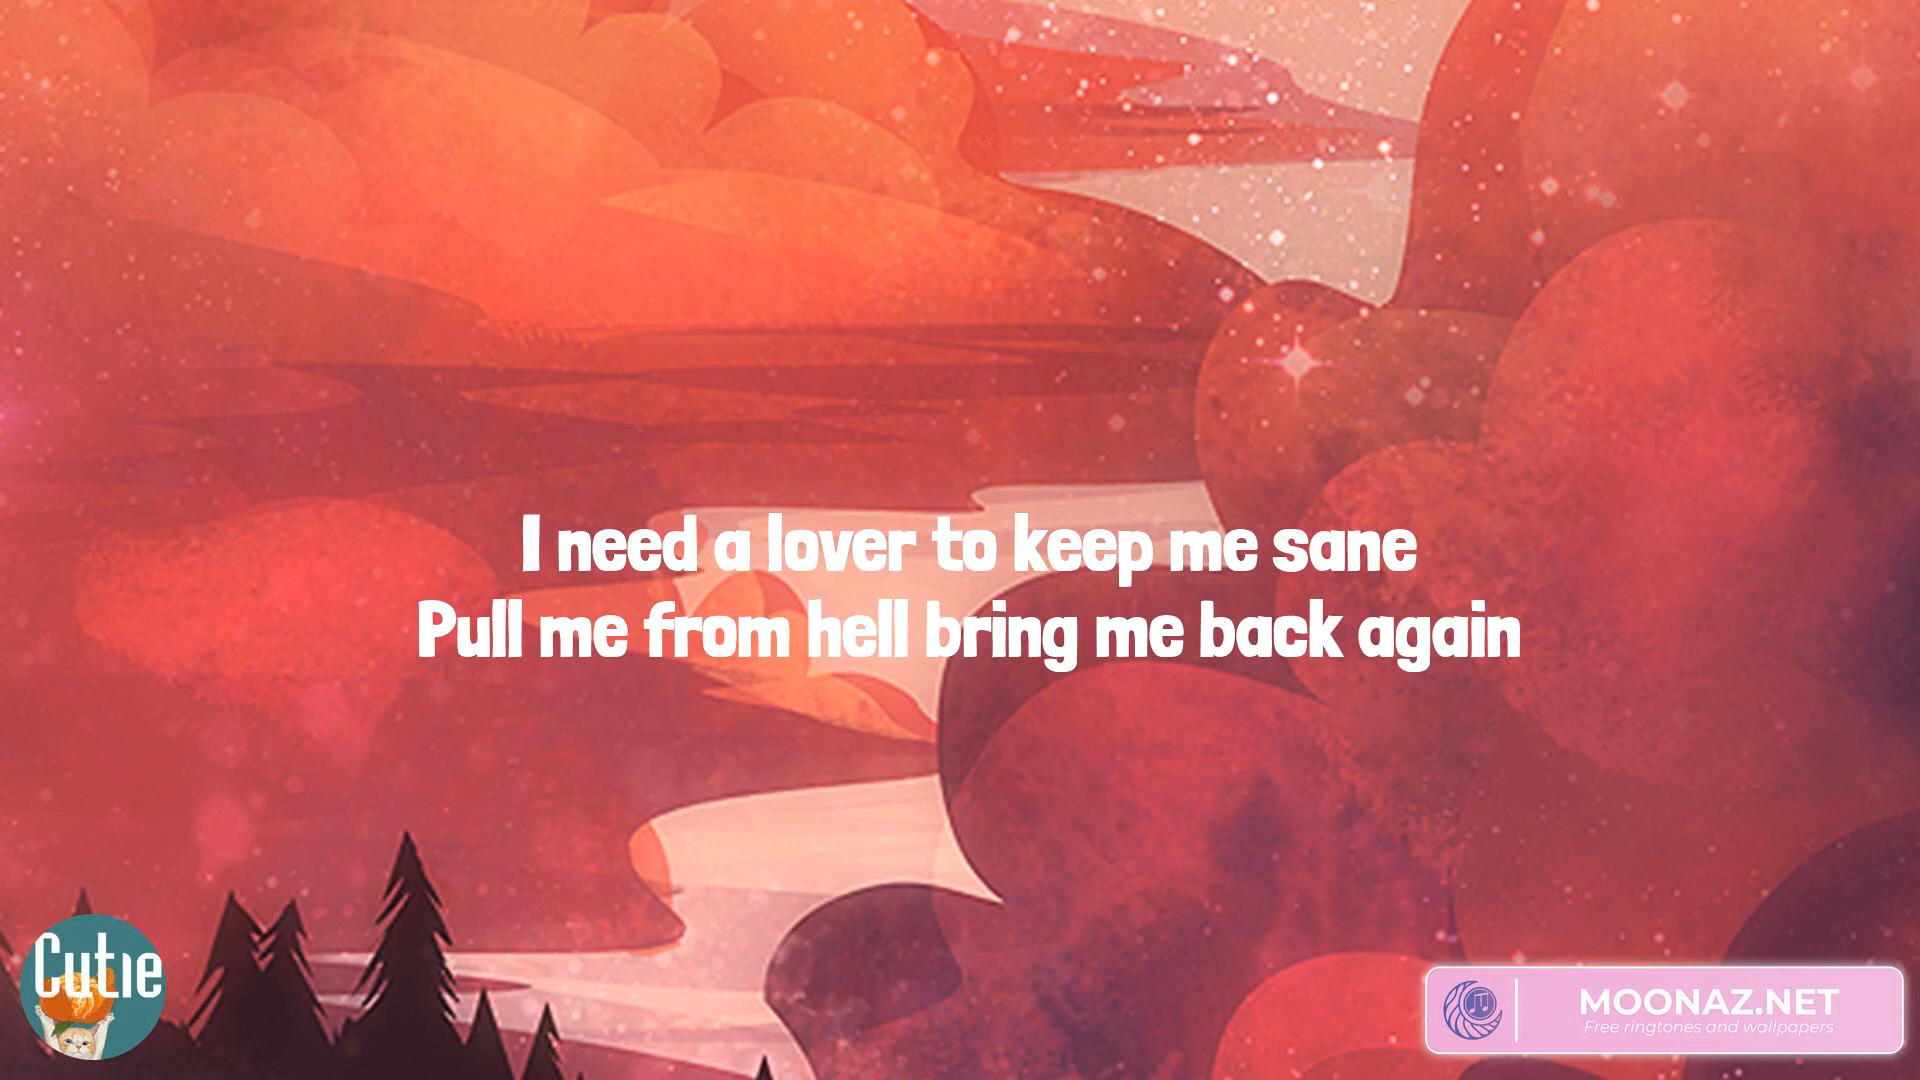 I need a lover to keep me sane
Pull me from hell bring me back again
Cutie
MOONAZ.NET
Free ringtones and wallpapers